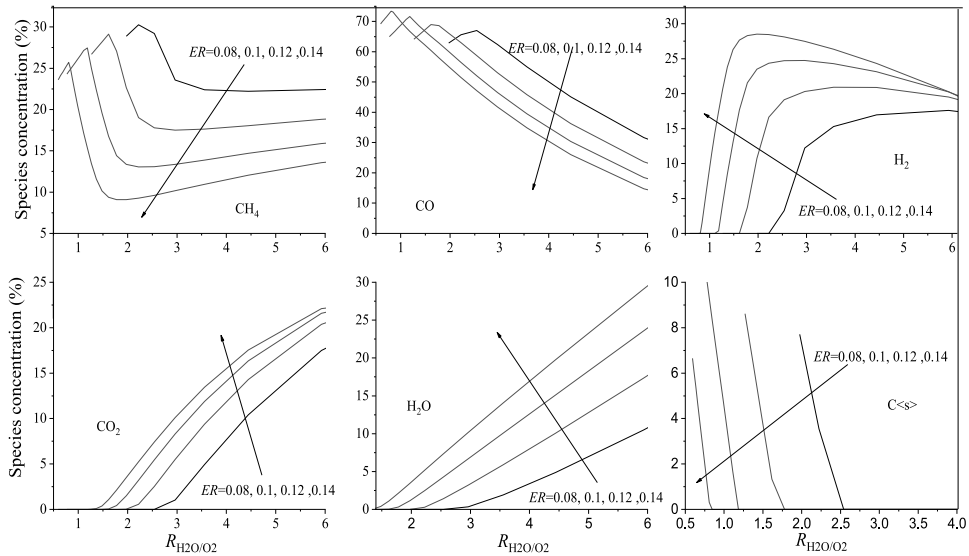 Species concentration (%)
30
25
20
15
10
5
1 2 3 4 5 6
ER=0.08, 0.1, 0.12 ,0.14
CH4
70
60
50
40
30
20
10
0
1 2 3 4 5 6
ER=0.08, 0.1, 0.12 ,0.14
CO
30
25
20
15
10
5
0
1 2 3 4 5 6
H2
ER=0.08, 0.1, 0.12 ,0.14
Species concentration (%)
25
20
15
10
5
0
1 2 3 4 5 6
CO2
ER=0.08, 0.1, 0.12 ,0.14
RH2O/O2
30
25
20
15
10
5
0
2 3 4 5 6
H2O
ER=0.08, 0.1, 0.12 ,0.14
RH2O/O2
10
8
6
4
2
0
0.5 1.0 1.5 2.0 2.5 3.0 3.5 4.0
ER=0.08, 0.1, 0.12 ,0.14
C<s>
RH2O/O2